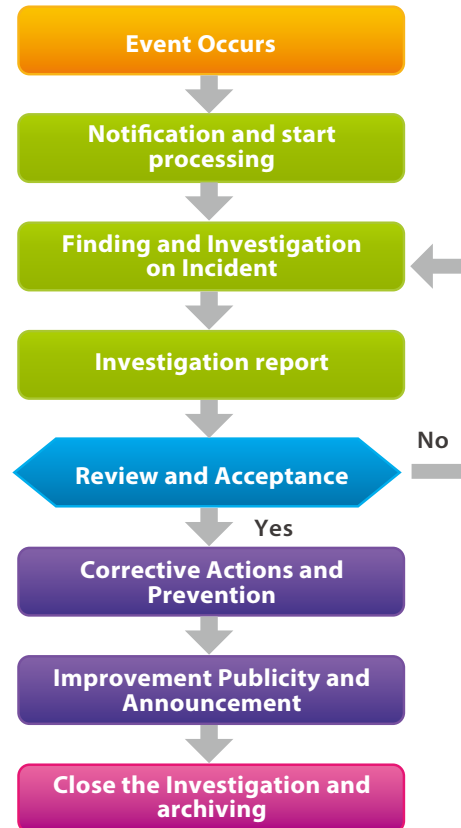 Event Occurs
Notification and start
processing
Finding and Investigation
on Incident
Investigation report
No
Review and Acceptance
Yes
Corrective Actions and
Prevention
Improvement Publicity and
Announcement
Close the Investigation and
archiving